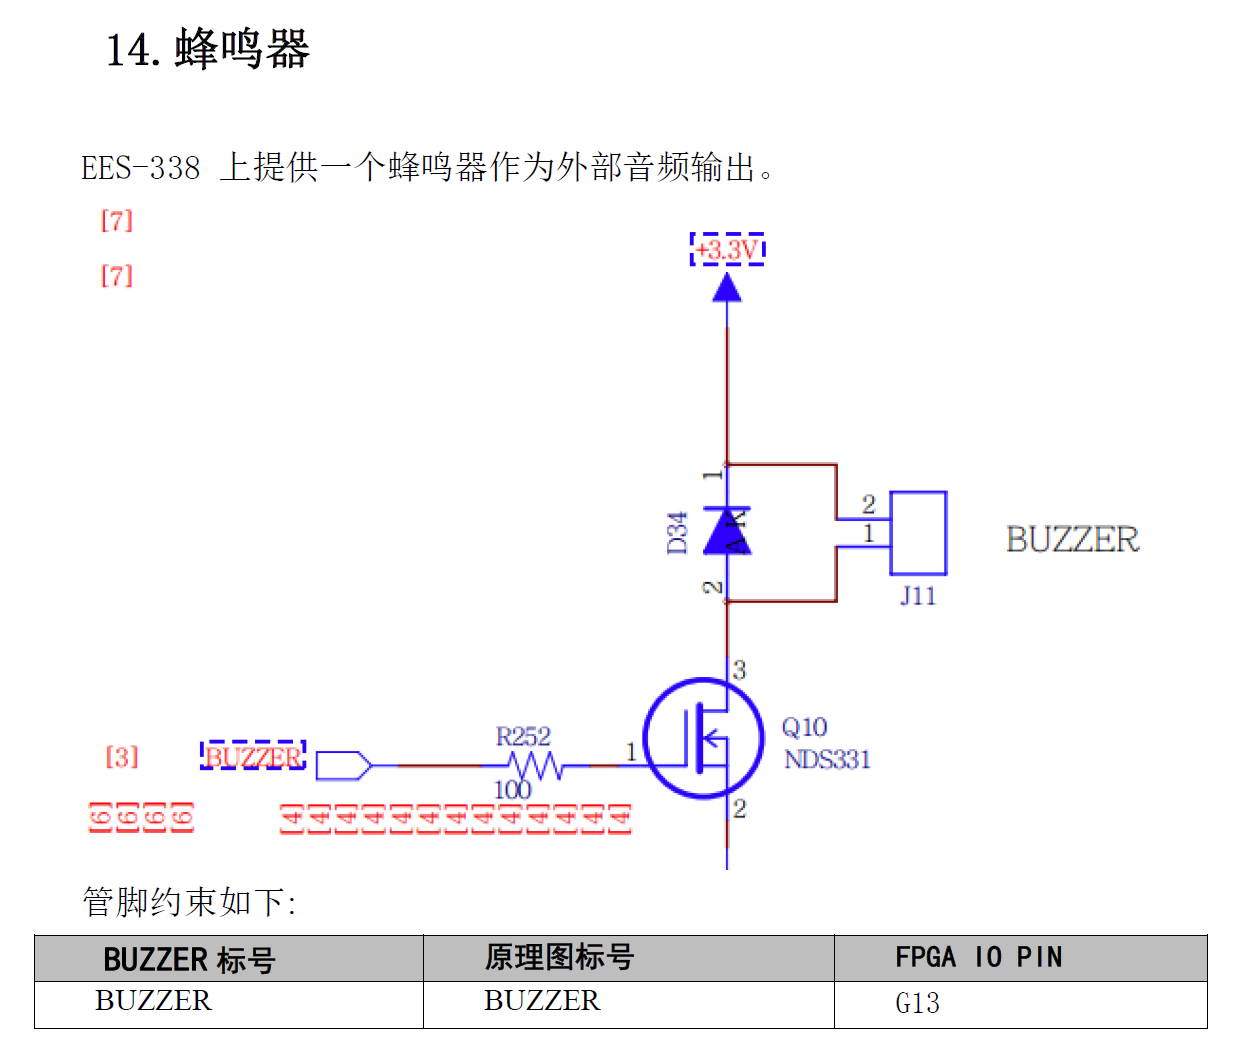 14.蜂鸣器
EES-338 上提供一个蜂鸣器作为外部音频输出。
[7]
[7]
+3.3V
1
D34
K
A
2
2
1
BUZZER
J11
3
Q10
NDS331
1
2
R252
100
[3]
BUZZER
[6] [6] [6] [6]
[4] [4] [4] [4] [4] [4] [4] [4] [4] [4] [4] [4] [4]
管脚约束如下:
BUZZER 标号 原理图标号 FPGA IO PIN
BUZZER BUZZER G13